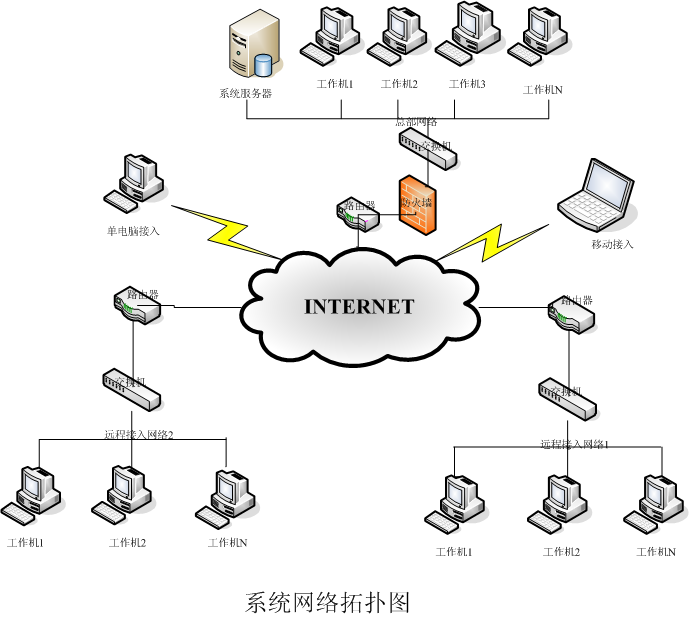 系统服务器
工作机1
工作机2
工作机3
工作机N
总部网络
交换机
单电脑接入
路由器
防火墙
移动接入
路由器
INTERNET
路由器
交换机
交换机
远程接入网络2
远程接入网络1
工作机1
工作机2
工作机N
工作机1
工作机2
工作机N
系统网络拓扑图